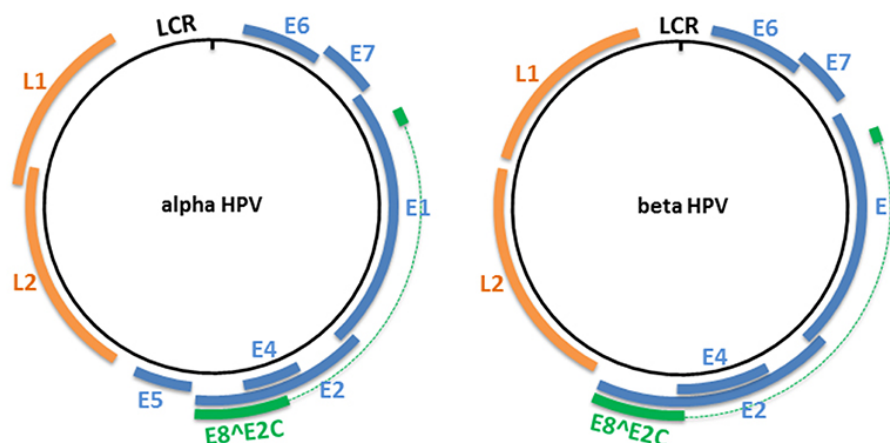 LCR
E6
E7
L1
alpha HPV
E1
L2
E4
E5
E2
E8^E2C
LCR
E6
E7
L1
beta HPV
E
L2
E4
E2
E8^E2C